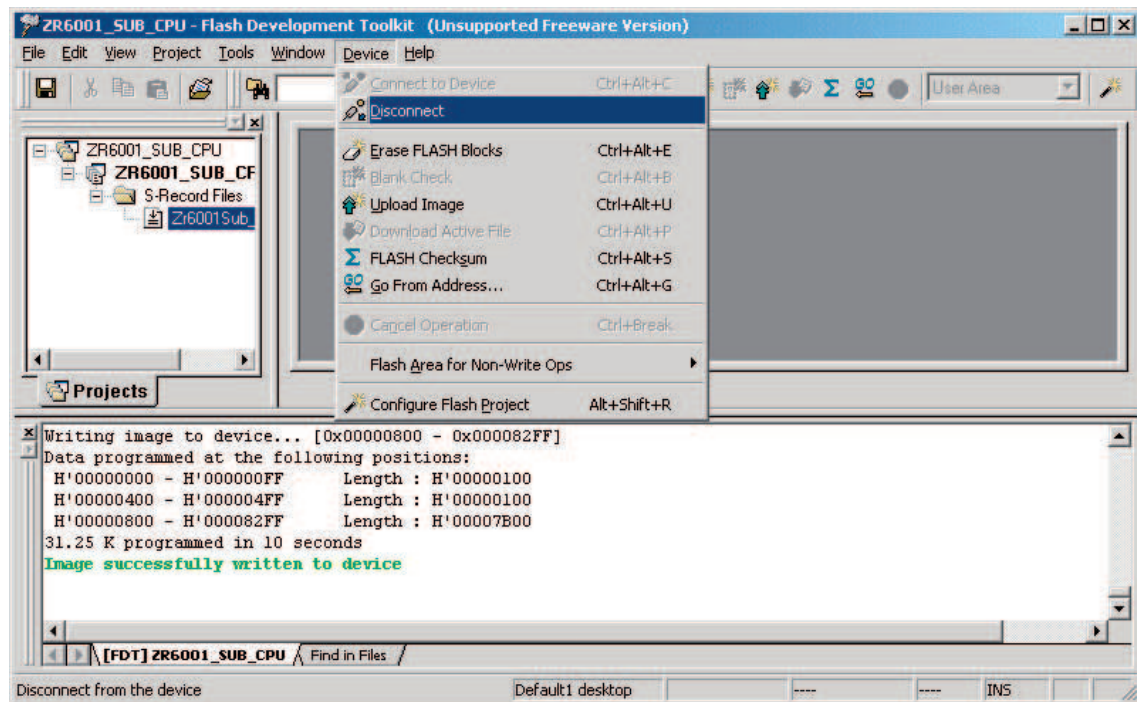 ZR6001_SUB_CPU - Flash Development Toolkit (Unsupported Freeware Version)
File Edit View Project Tools Window Device Help
Connect to Device Ctrl+Alt+C
User Area
Disconnect
ZR6001_SUB_CPU
Erase FLASH Blocks Ctrl+Alt+E
ZR6001_SUB_CF
Blank Check Ctrl+Alt+B
S-Record Files
Upload Image Ctrl+Alt+U
Zr6001Sub_
Download Active File Ctrl+Alt+P
FLASH Checksum Ctrl+Alt+S
Go From Address... Ctrl+Alt+G
Cancel Operation Ctrl+Break
Flash Area for Non-Write Ops
Projects
Configure Flash Project Alt+Shift+R
Writing image to device... [0x00000800 - 0x000082FF]
Data programmed at the following positions:
H'00000000 - H'000000FF Length : H'00000100
H'00000400 - H'000004FF Length : H'00000100
H'00000800 - H'000082FF Length : H'00007B00
31.25 K programmed in 10 seconds
Image successfully written to device
[FDT] ZR6001_SUB_CPU Find in Files
Disconnect from the device Default1 desktop ---- ---- INS